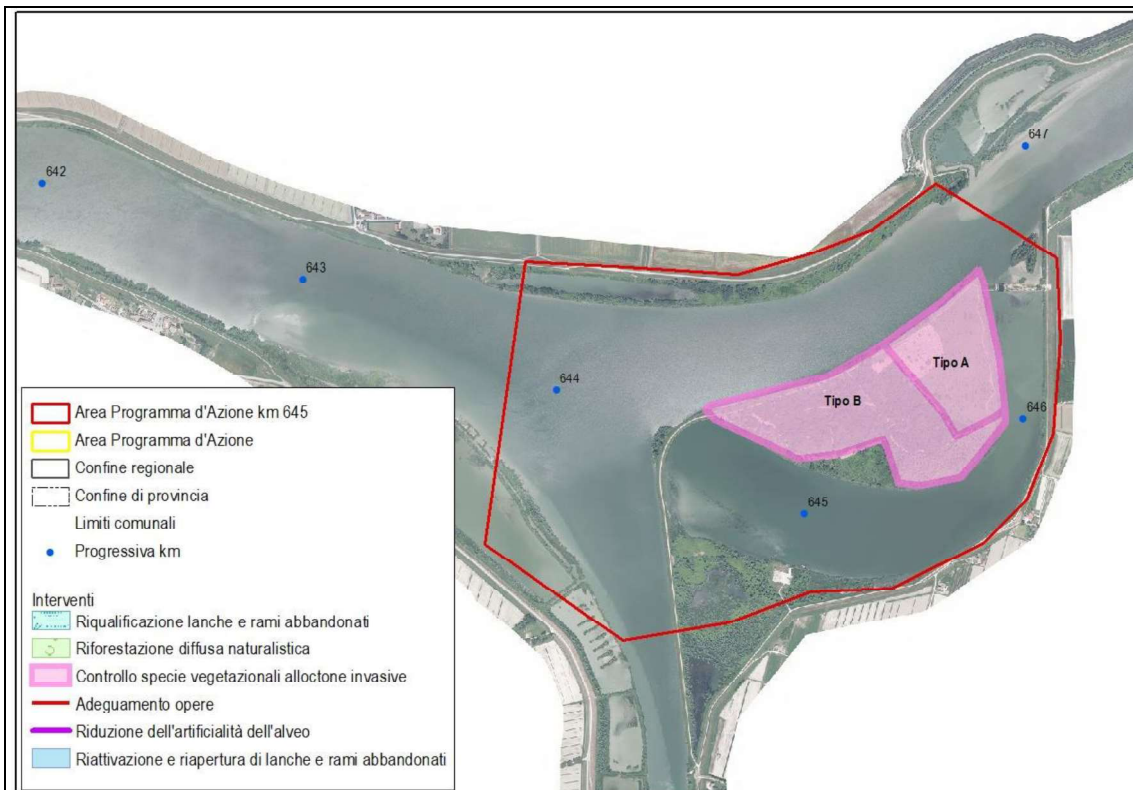 647
642
643
644
Tipo A
Tipo B
646
645
Area Programma d'Azione km 645
Area Programma d'Azione
Confine regionale
Confine di provincia
Limiti comunali
Progressiva km
Interventi
Riqualificazione lanche e rami abbandonati
Riforestazione diffusa naturalistica
Controllo specie vegetazionali alloctone invasive
Adeguamento opere
Riduzione dell'artificialità dell'alveo
Riattivazione e riapertura di lanche e rami abbandonati